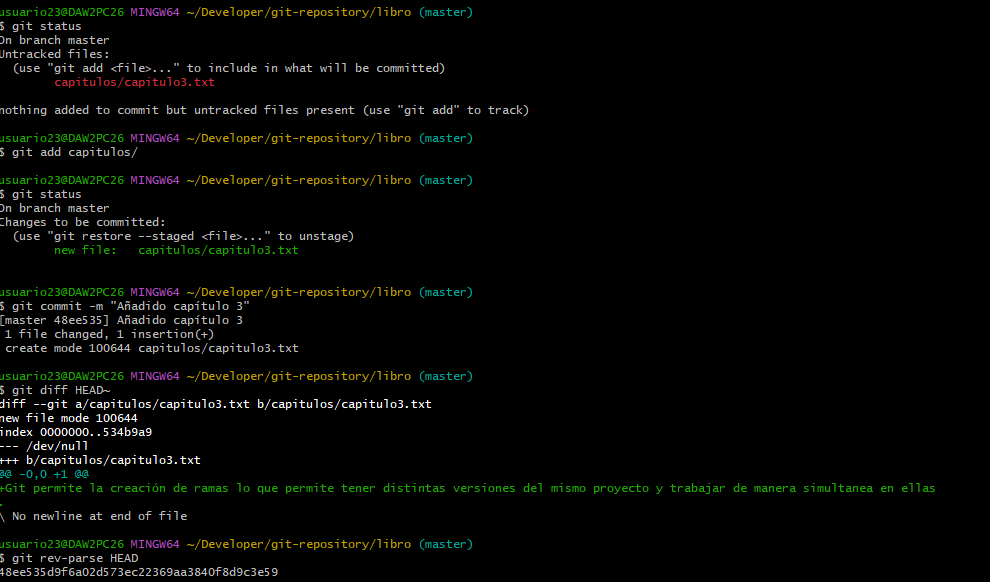 usuario23@DAW2PC26 MINGW64 ~/Developer/git-repository/libro (master)
$ git status
On branch master
Untracked files:
  (use "git add <file>..." to include in what will be committed)
        capitulos/capitulo3.txt

nothing added to commit but untracked files present (use "git add" to track)

usuario23@DAW2PC26 MINGW64 ~/Developer/git-repository/libro (master)
$ git add capitulos/

usuario23@DAW2PC26 MINGW64 ~/Developer/git-repository/libro (master)
$ git status
On branch master
Changes to be committed:
  (use "git restore --staged <file>..." to unstage)
        new file:   capitulos/capitulo3.txt


usuario23@DAW2PC26 MINGW64 ~/Developer/git-repository/libro (master)
$ git commit -m "Añadido capítulo 3"
[master 48ee535] Añadido capítulo 3
 1 file changed, 1 insertion(+)
 create mode 100644 capitulos/capitulo3.txt

usuario23@DAW2PC26 MINGW64 ~/Developer/git-repository/libro (master)
$ git diff HEAD~
diff --git a/capitulos/capitulo3.txt b/capitulos/capitulo3.txt
new file mode 100644
index 0000000..534b9a9
--- /dev/null
+++ b/capitulos/capitulo3.txt
@@ -0,0 +1 @@
+Git permite la creación de ramas lo que permite tener distintas versiones del mismo proyecto y trabajar de manera simultanea en ellas
.
\ No newline at end of file

usuario23@DAW2PC26 MINGW64 ~/Developer/git-repository/libro (master)
$ git rev-parse HEAD
48ee535d9f6a02d573ec22369aa3840f8d9c3e59